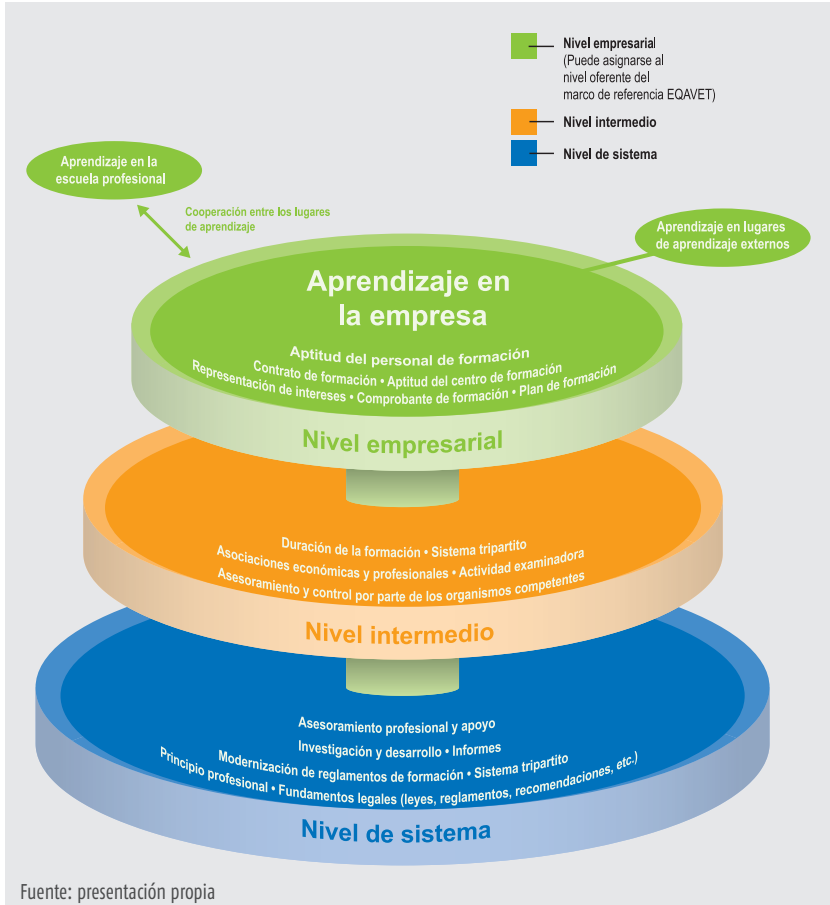 Nivel empresarial
(Puede asignarse al
nivel oferente del
marco de referencia EQAVET)
Nivel intermedio
Nivel de sistema
Aprendizaje en la
escuela profesional
Cooperación entre los lugares
de aprendizaje
Aprendizaje en lugares
de aprendizaje externos
Aprendizaje en
la empresa
Aptitud del personal de formación
Contrato de formación • Aptitud del centro de formación
Representación de intereses • Comprobante de formación • Plan de formación
Nivel empresarial
Duración de la formación • Sistema tripartito
Asociaciones económicas y profesionales • Actividad examinadora
Asesoramiento y control por parte de los organismos competentes
Nivel intermedio
Asesoramiento profesional y apoyo
Investigación y desarrollo • Informes
Modernización de reglamentos de formación • Sistema tripartito
Principio profesional • Fundamentos legales (leyes, reglamentos, recomendaciones, etc.)
Nivel de sistema
Fuente: presentación propia